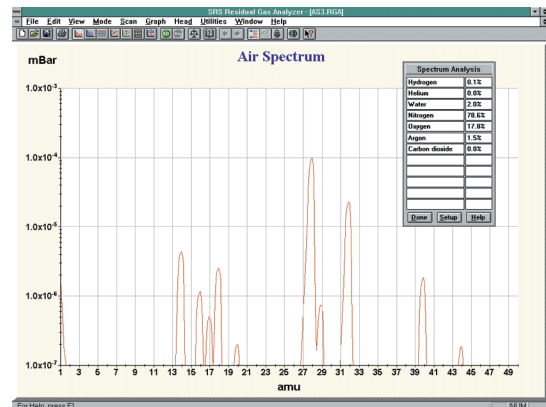 SRS Residual Gas Analyzer - [AS3.RGA]
File Edit View Mode Scan Graph Head Utilities Window Help
Air Spectrum
mBar
Spectrum Analysis
Hydrogen 0.1%
Helium 0.0%
Water 2.0%
Nitrogen 78.6%
Oxygen 17.8%
Argon 1.5%
Carbon dioxide 0.0%
Done Setup Help
1.0x10-3
1.0x10-4
1.0x10-5
1.0x10-6
1.0x10-7
1 3 5 7 9 11 13 15 17 19 21 23 25 27 29 31 33 35 37 39 41 43 45 47 49
amu
For Help, press F1 NUM